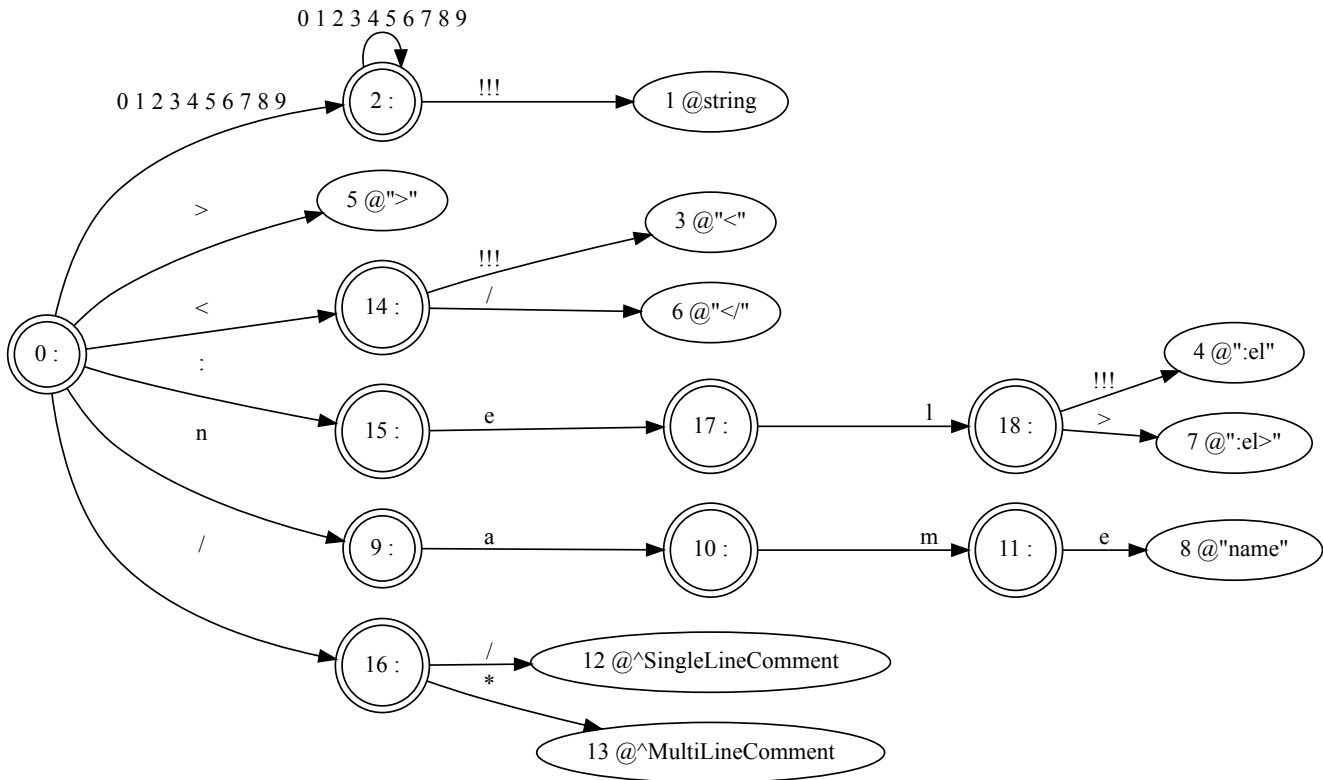 0 1 2 3 4 5 6 7 8 9
0 1 2 3 4 5 6 7 8 9
2 :
!!!
1 @string
>
5 @">"
<
14 :
!!!
3 @"<"
/
6 @"</"
0 :
:
15 :
e
17 :
l
18 :
!!!
4 @":el"
>
7 @":el>"
n
9 :
a
10 :
m
11 :
e
8 @"name"
/
16 :
/
12 @^SingleLineComment
*
13 @^MultiLineComment